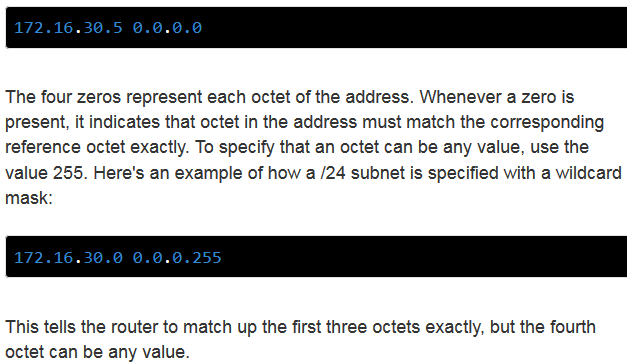 172.16.30.5 0.0.0.0
The four zeros represent each octet of the address. Whenever a zero is
present, it indicates that octet in the address must match the corresponding
reference octet exactly. To specify that an octet can be any value, use the
value 255. Here's an example of how a /24 subnet is specified with a wildcard
mask:
172.16.30.0 0.0.0.255
This tells the router to match up the first three octets exactly, but the fourth
octet can be any value.